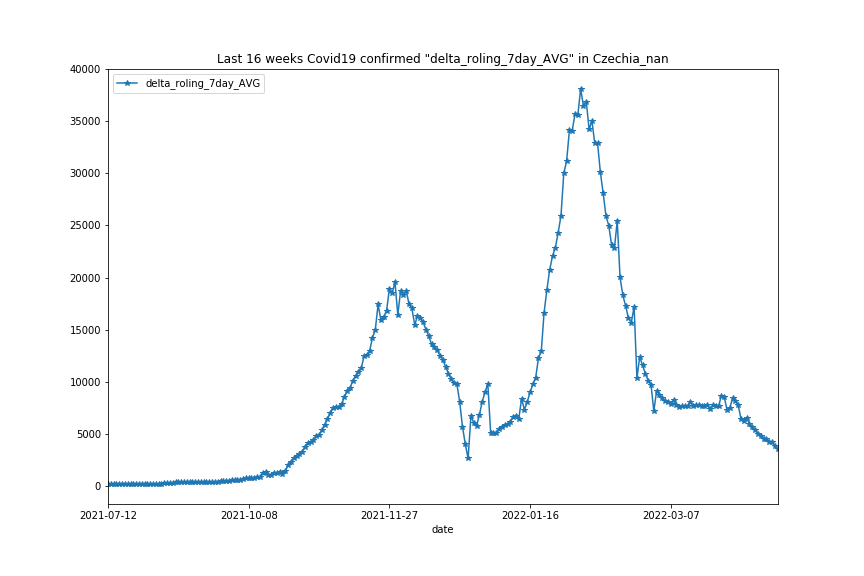 Last 16 weeks Covid19 confirmed "delta_roling_7day_AVG" in Czechia_nan
delta_roling_7day_AVG
40000
35000
30000
25000
20000
15000
10000
5000
0
2021-07-12 2021-10-08 2021-11-27 2022-01-16 2022-03-07
date